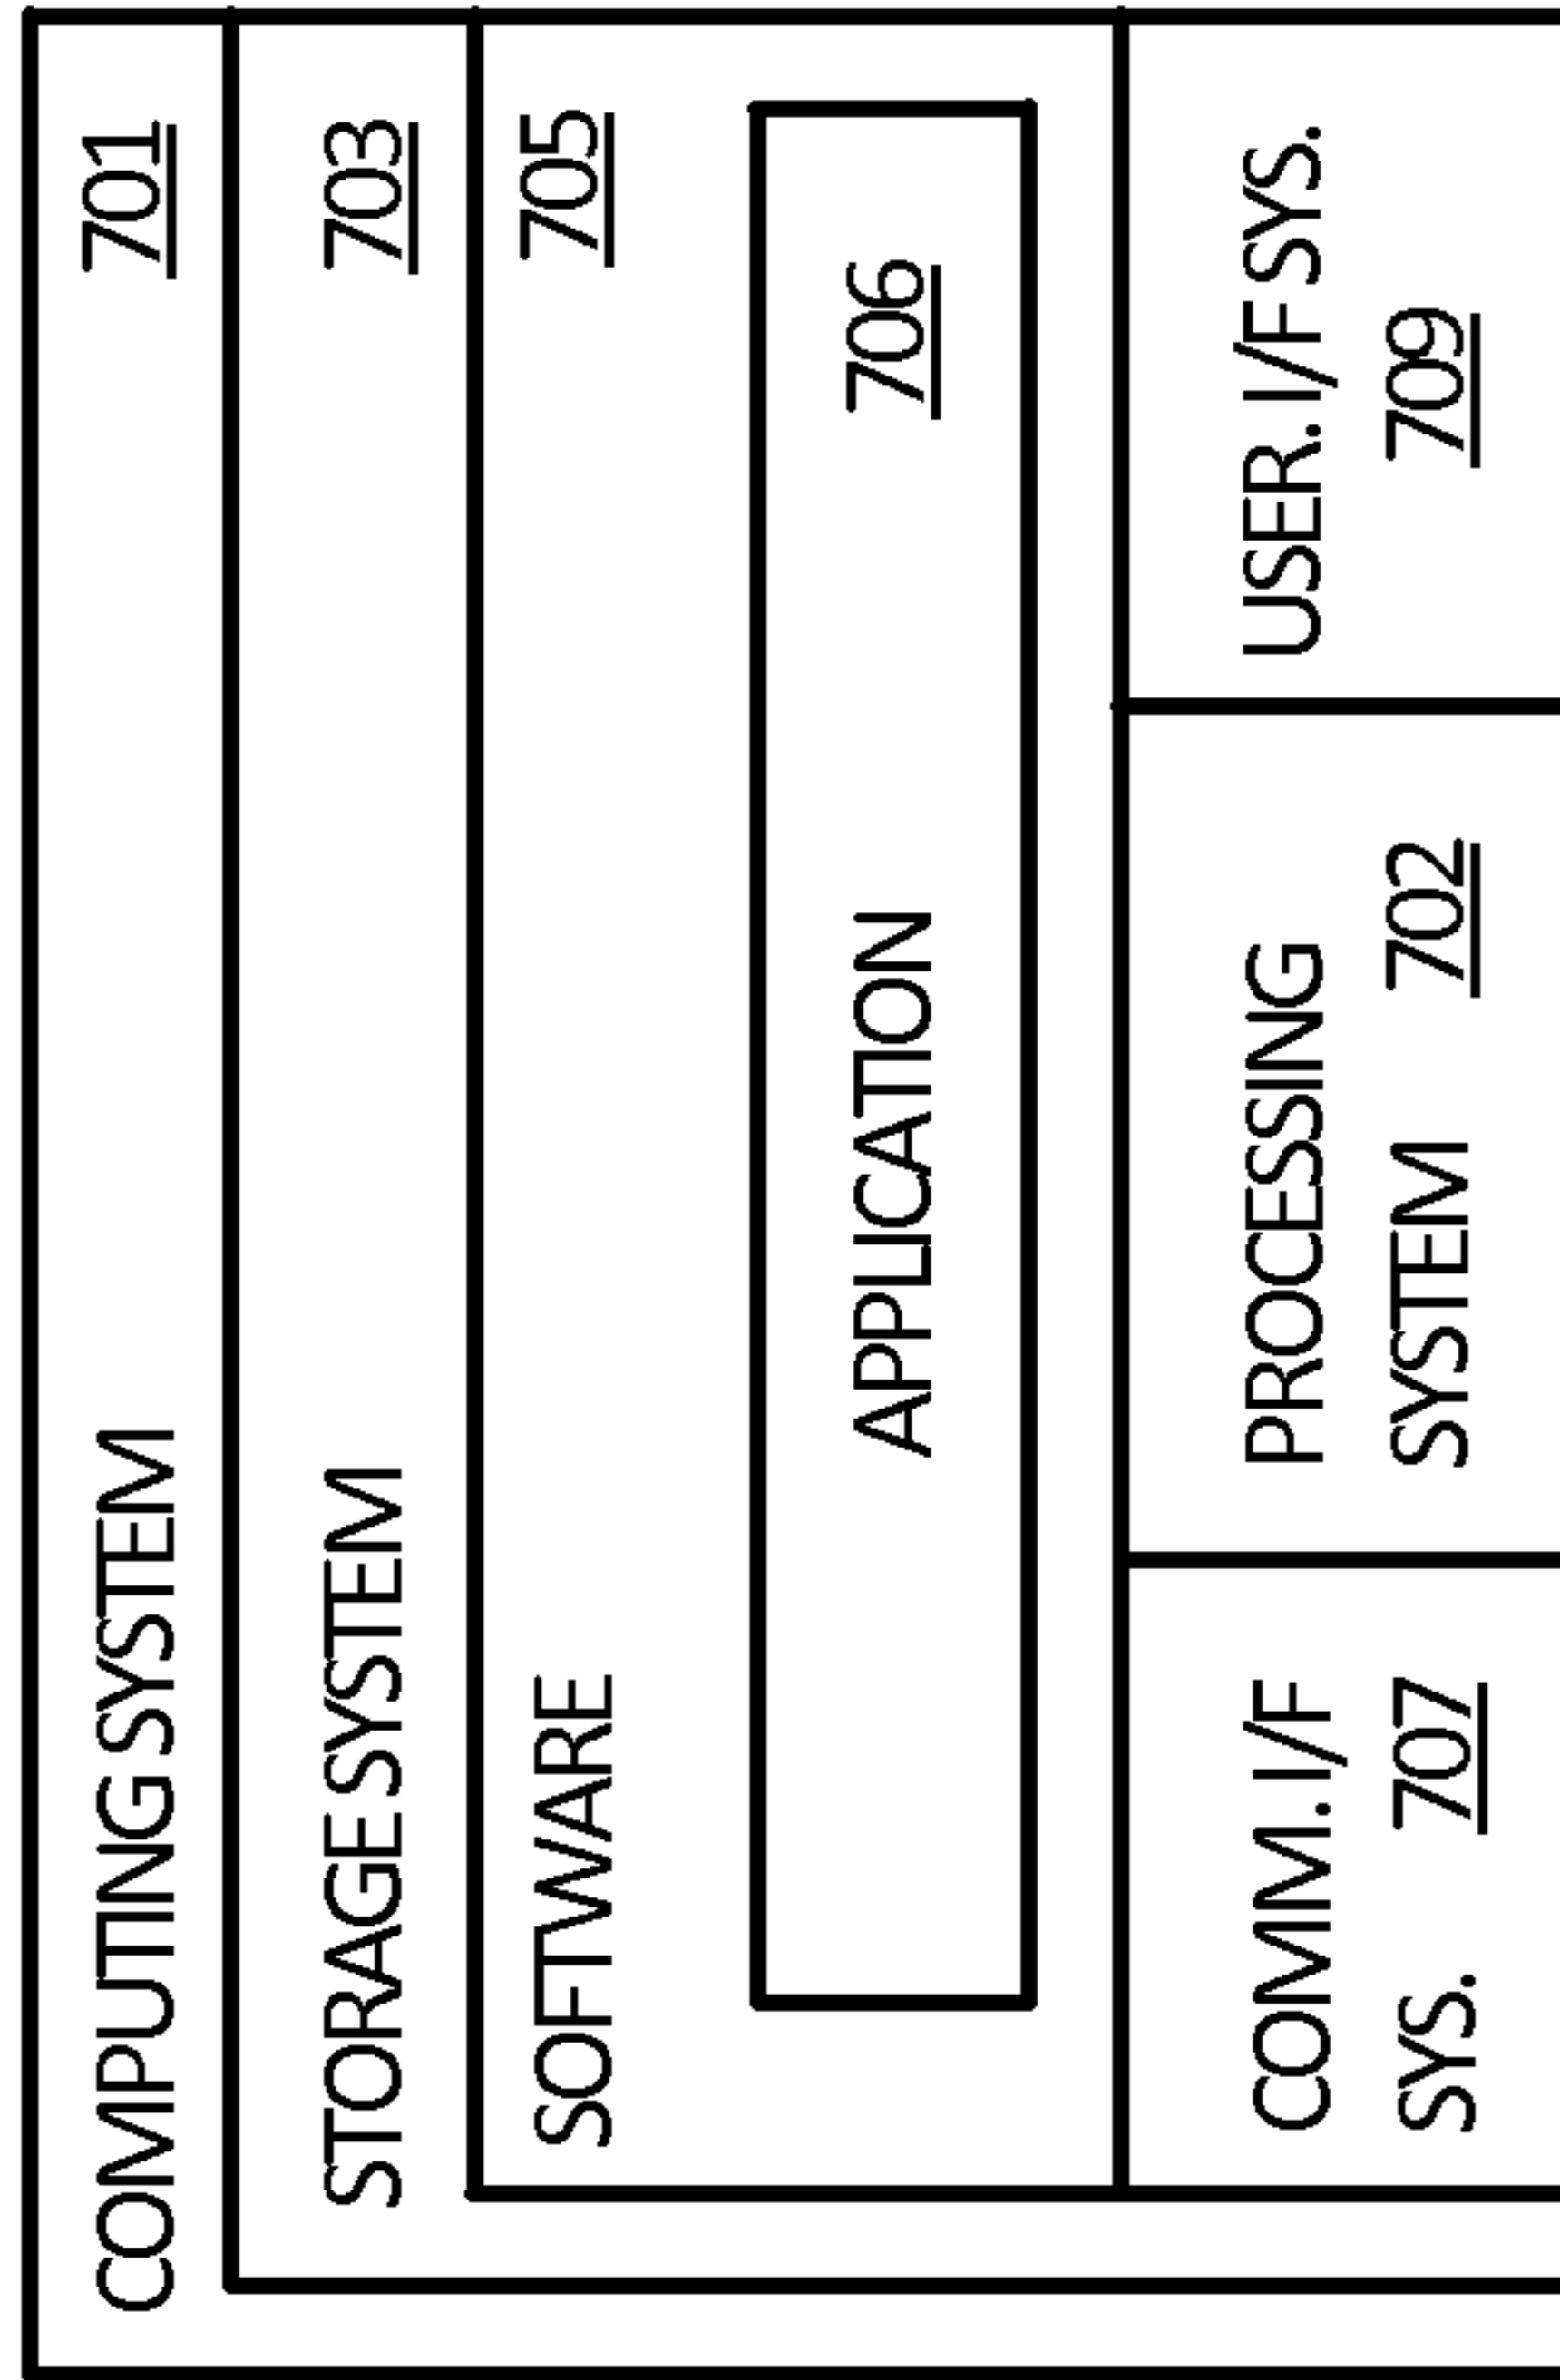 COMPUTING SYSTEM 701
STORAGE SYSTEM 703
SOFTWARE 705
APPLICATION 706
COMM. I/F
SYS. 707
PROCESSING
SYSTEM 702
USER. I/F SYS.
709